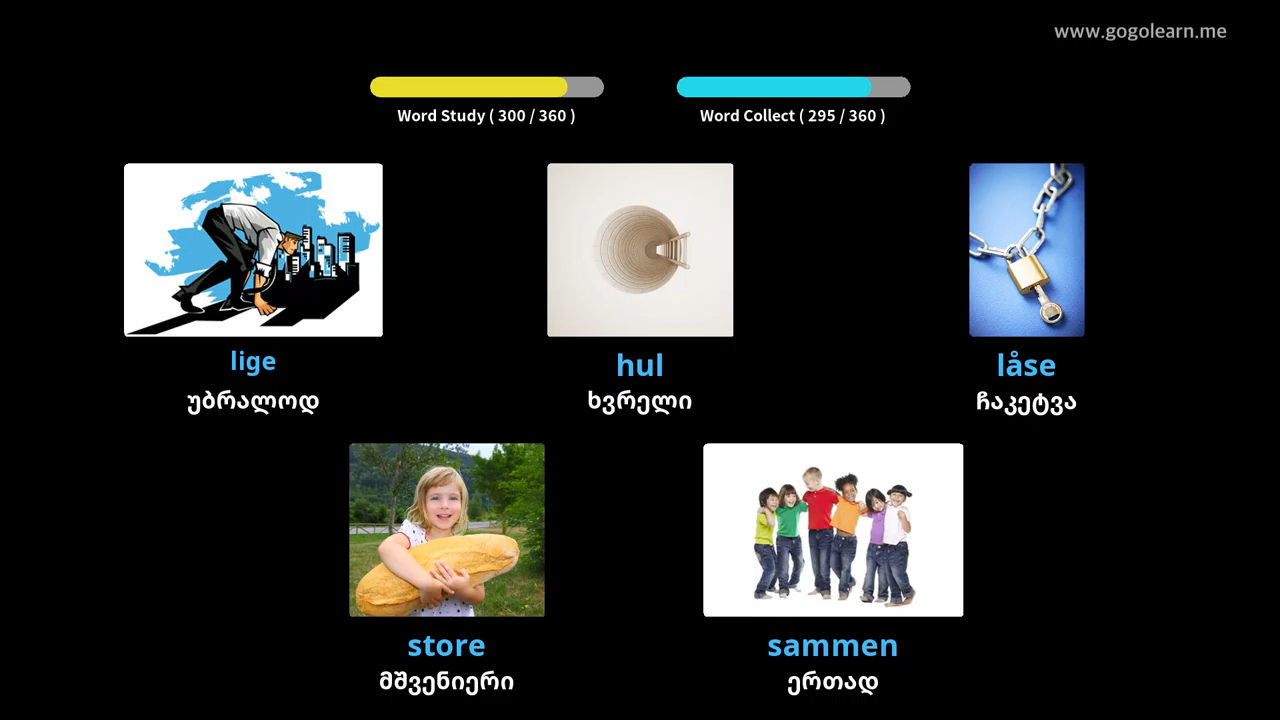 www.gogolearn.me
Word Study ( 300 / 360 )
Word Collect ( 295 / 360 )
lige
უბრალოდ
hul
ხვრელი
låse
ჩაკეტვა
store
მშვენიერი
sammen
ერთად